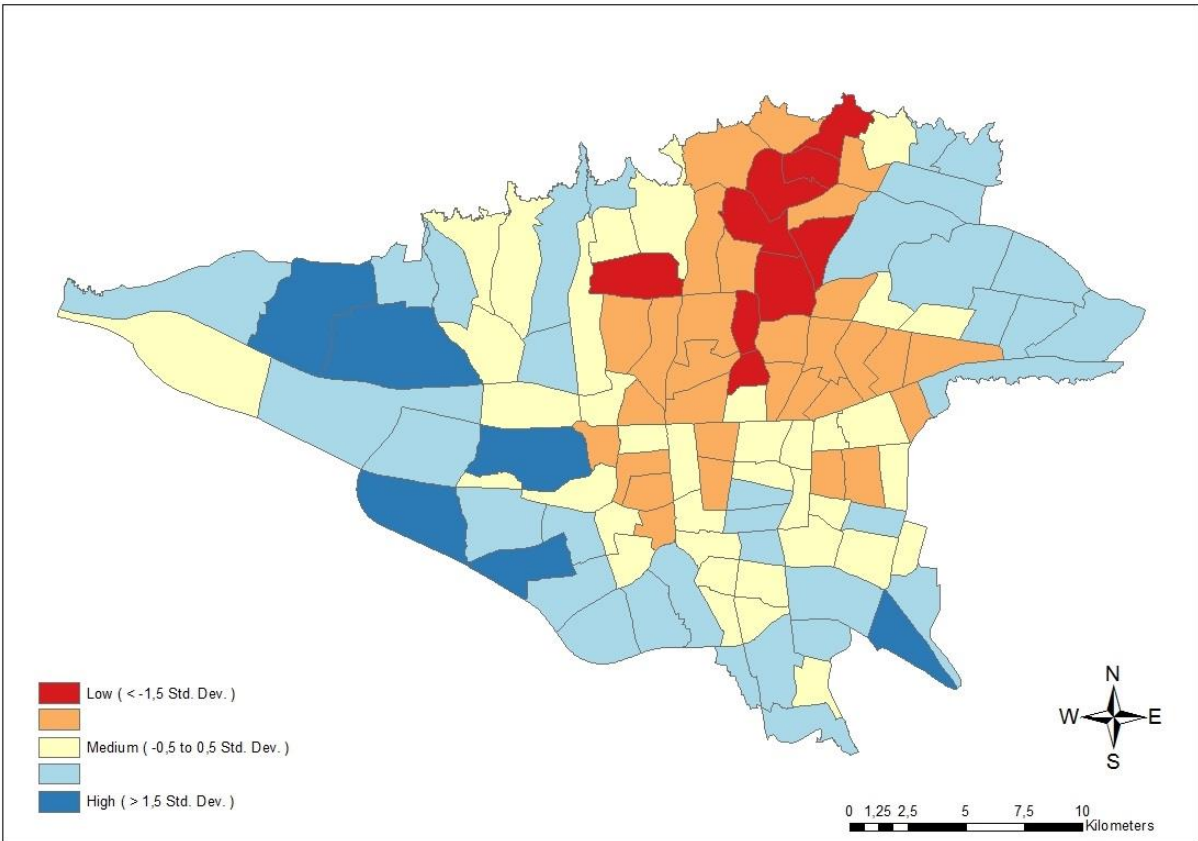 Low ( < -1,5 Std. Dev. )
Medium ( -0,5 to 0,5 Std. Dev. )
High ( > 1,5 Std. Dev. )
N
W E
S
0 1,25 2,5 5 7,5 10
Kilometers